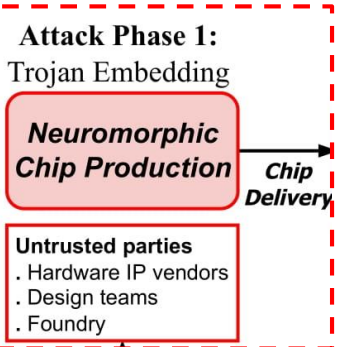 Attack Phase 1:
Trojan Embedding
Neuromorphic
Chip Production
Chip
Delivery
Untrusted parties
. Hardware IP vendors
. Design teams
. Foundry